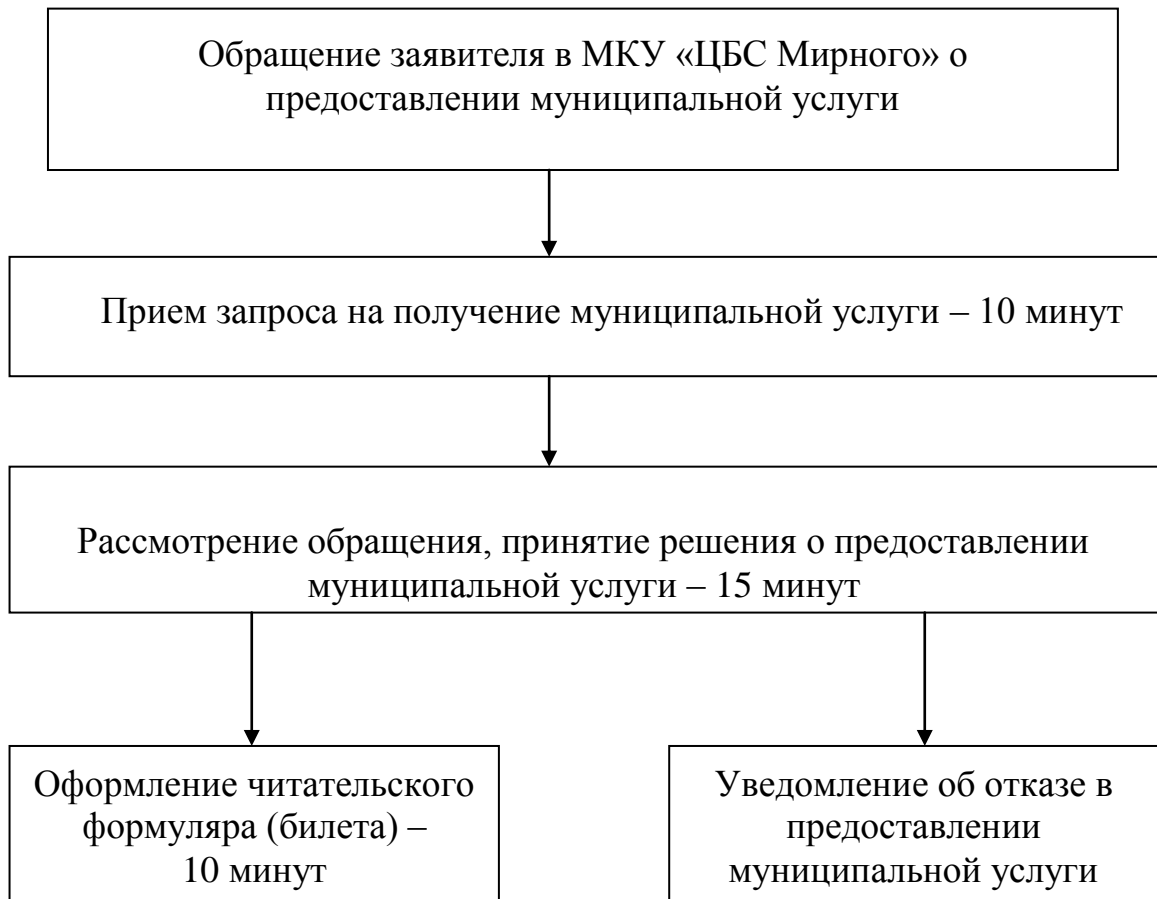 Обращение заявителя в МКУ «ЦБС Мирного» о
предоставлении муниципальной услуги
Прием запроса на получение муниципальной услуги – 10 минут
Рассмотрение обращения, принятие решения о предоставлении
муниципальной услуги – 15 минут
Оформление читательского
формуляра (билета) –
10 минут
Уведомление об отказе в
предоставлении
муниципальной услуги